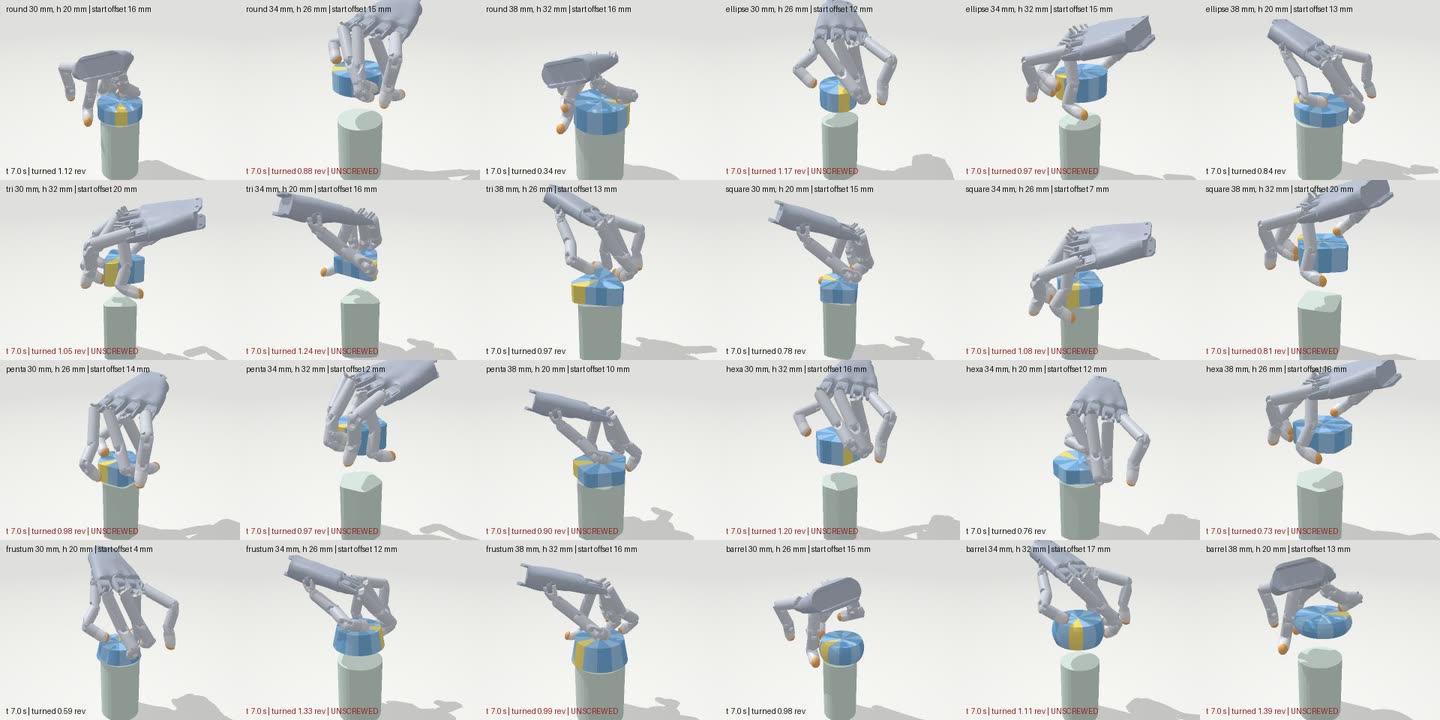 round 30 mm, h 20 mm | start offset 16 mm
round 34 mm, h 26 mm | start offset 15 mm
round 38 mm, h 32 mm | start offset 16 mm
ellipse 30 mm, h 26 mm | start offset 12 mm
ellipse 34 mm, h 32 mm | start offset 15 mm
ellipse 38 mm, h 20 mm | start offset 13 mm
t 7.0 s | turned 1.12 rev
t 7.0 s | turned 0.88 rev | UNSCREWED
t 7.0 s | turned 0.34 rev
t 7.0 s | turned 1.17 rev | UNSCREWED
t 7.0 s | turned 0.97 rev | UNSCREWED
t 7.0 s | turned 0.84 rev
tri 30 mm, h 32 mm | start offset 20 mm
tri 34 mm, h 20 mm | start offset 16 mm
tri 38 mm, h 26 mm | start offset 13 mm
square 30 mm, h 20 mm | start offset 15 mm
square 34 mm, h 26 mm | start offset 7 mm
square 38 mm, h 32 mm | start offset 20 mm
t 7.0 s | turned 1.05 rev | UNSCREWED
t 7.0 s | turned 1.24 rev | UNSCREWED
t 7.0 s | turned 0.97 rev
t 7.0 s | turned 0.78 rev
t 7.0 s | turned 1.08 rev | UNSCREWED
t 7.0 s | turned 0.81 rev | UNSCREWED
penta 30 mm, h 26 mm | start offset 14 mm
penta 34 mm, h 32 mm | start offset 2 mm
penta 38 mm, h 20 mm | start offset 10 mm
hexa 30 mm, h 32 mm | start offset 16 mm
hexa 34 mm, h 20 mm | start offset 12 mm
hexa 38 mm, h 26 mm | start offset 16 mm
t 7.0 s | turned 0.98 rev | UNSCREWED
t 7.0 s | turned 0.97 rev | UNSCREWED
t 7.0 s | turned 0.90 rev | UNSCREWED
t 7.0 s | turned 1.20 rev | UNSCREWED
t 7.0 s | turned 0.76 rev
t 7.0 s | turned 0.73 rev | UNSCREWED
frustum 30 mm, h 20 mm | start offset 4 mm
frustum 34 mm, h 26 mm | start offset 12 mm
frustum 38 mm, h 32 mm | start offset 16 mm
barrel 30 mm, h 26 mm | start offset 15 mm
barrel 34 mm, h 32 mm | start offset 17 mm
barrel 38 mm, h 20 mm | start offset 13 mm
t 7.0 s | turned 0.59 rev
t 7.0 s | turned 1.33 rev | UNSCREWED
t 7.0 s | turned 0.99 rev | UNSCREWED
t 7.0 s | turned 0.98 rev
t 7.0 s | turned 1.11 rev | UNSCREWED
t 7.0 s | turned 1.39 rev | UNSCREWED